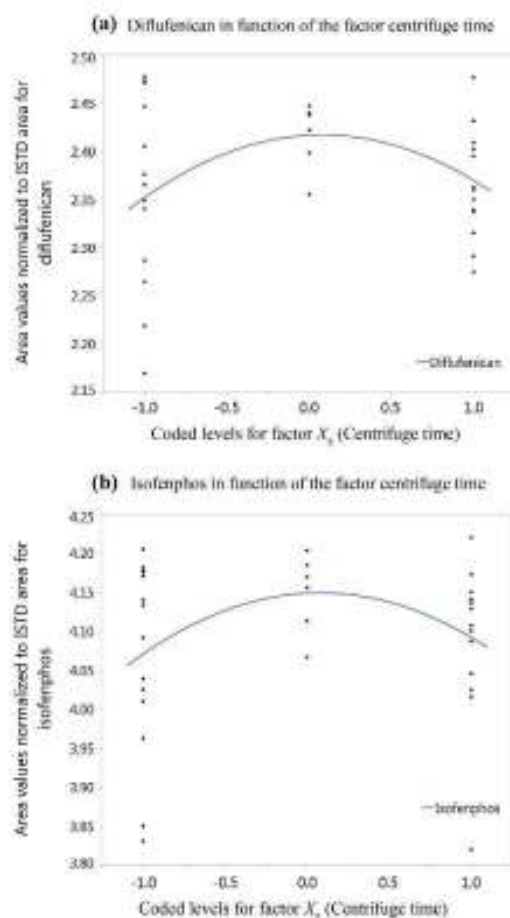 (a) Diflufenican in function of the factor centrifuge time
Area values normalized to ISTD area for
diflufenican
2.50
2.45
2.40
2.35
2.30
2.25
2.20
2.15
Diflufenican
-1.0 -0.5 0.0 0.5 1.0
Coded levels for factor (Centrifuge time)
(b) Isofenphos in function of the factor centrifuge time
Area values normalized to ISTD area for
isofenphos
4.25
4.20
4.15
4.10
4.05
4.00
3.95
3.90
3.85
3.80
Isofenphos
-1.0 -0.5 0.0 0.5 1.0
Coded levels for factor (Centrifuge time)